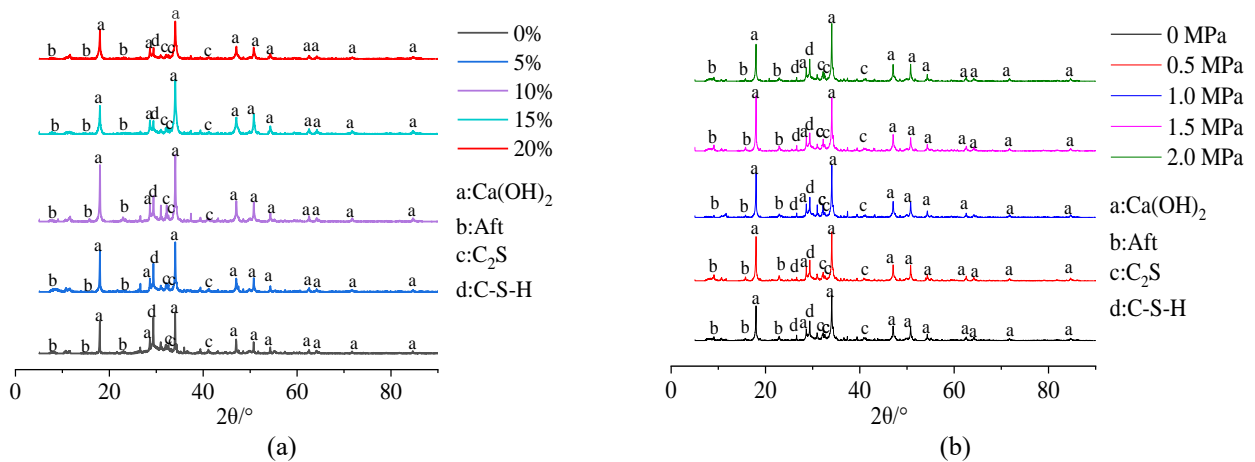 b b a b a d c c a c a a a a a a a
b b a b a d c c a c a a a a a a a
b b a b a d c c a c a a a a a a a
b b a b a d c c a c a a a a a a a
b b a b a d c c a c a a a a a a a
0%
5%
10%
15%
20%
a:Ca(OH)2
b:Aft
c:C2S
d:C-S-H
0 20 40 60 80
2θ/°
(a)
b b a b d a d c c a c a a a a a a a
b b a b d a d c c a c a a a a a a a
b b a b d a d c c a c a a a a a a a
b b a b d a d c c a c a a a a a a a
b b a b d a d c c a c a a a a a a a
0 MPa
0.5 MPa
1.0 MPa
1.5 MPa
2.0 MPa
a:Ca(OH)2
b:Aft
c:C2S
d:C-S-H
0 20 40 60 80
2θ/°
(b)